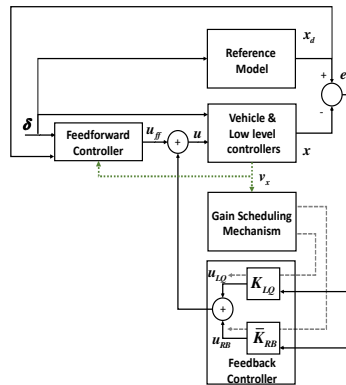 x_d
Reference
Model
e
+
-
δ
u_ff
+
u
Vehicle &
Low level
controllers
Feedforward
Controller
x
v_x
Gain Scheduling
Mechanism
u_LQ
K_LQ
+
u_RB
K̅_RB
Feedback
Controller